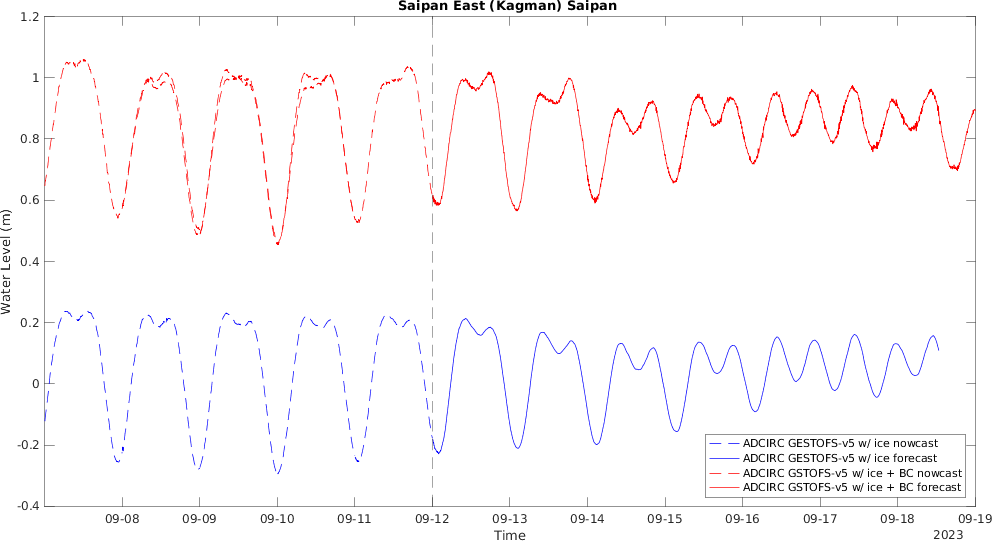 Saipan East (Kagman) Saipan
1.2
1
0.8
0.6
0.4
0.2
0
-0.2
-0.4
Water Level (m)
09-08 09-09 09-10 09-11 09-12 09-13 09-14 09-15 09-16 09-17 09-18 09-19
Time
2023
ADCIRC GESTOFS-v5 w/ ice nowcast
ADCIRC GESTOFS-v5 w/ ice forecast
ADCIRC GSTOFS-v5 w/ ice + BC nowcast
ADCIRC GSTOFS-v5 w/ ice + BC forecast